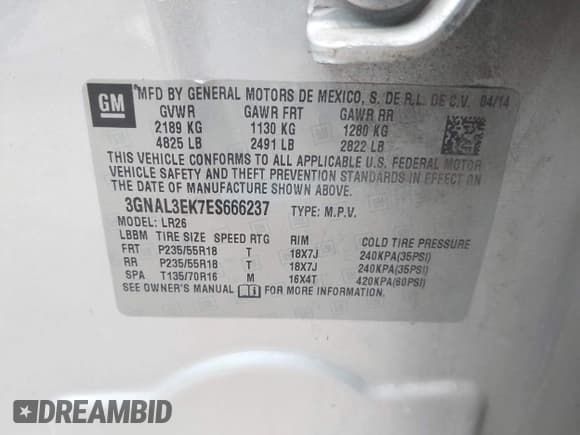 GM MFD BY GENERAL MOTORS DE MEXICO, S. DE R.L. DE C.V. 04/14
GVWR GAWR FRT GAWR RR
2189 KG 1130 KG 1280 KG
4825 LB 2491 LB 2822 LB
THIS VEHICLE CONFORMS TO ALL APPLICABLE U.S. FEDERAL MOTOR
VEHICLE SAFETY AND THEFT PREVENTION STANDARDS IN EFFECT ON
THE DATE OF MANUFACTURE SHOWN ABOVE.
3GNAL3EK7ES666237 TYPE: M.P.V.
MODEL: LR26
LBBM TIRE SIZE SPEED RTG RIM COLD TIRE PRESSURE
FRT P235/55R18 T 18X7J 240KPA(35PSI)
RR P235/55R18 T 18X7J 240KPA(35PSI)
SPA T135/70R16 M 16X4T 420KPA(60PSI)
SEE OWNER'S MANUAL FOR MORE INFORMATION.
DREAMBID